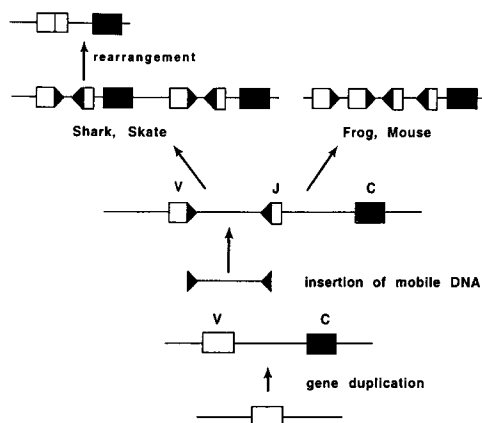 rearrangement
Shark, Skate
Frog, Mouse
V J C
insertion of mobile DNA
V C
gene duplication